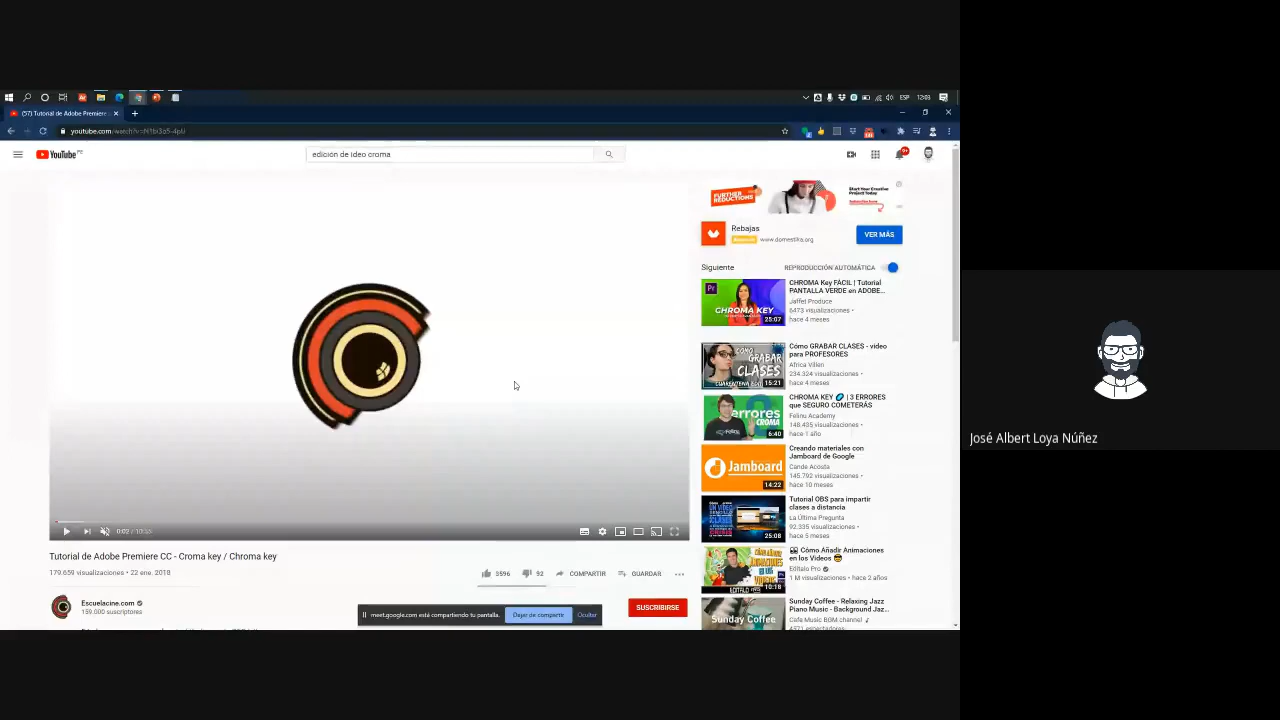 ESP 12:03
(57) Tutorial de Adobe Premiere
youtube.com
YouTube PE
edición de ideo croma
9+
FURTHER REDUCTIONS
Start Your Creative Project Today
Rebajas
www.domestika.org
VER MÁS
Siguiente
REPRODUCCIÓN AUTOMÁTICA
Pr
CHROMA KEY
25:07
CHROMA Key FÁCIL | Tutorial
PANTALLA VERDE en ADOBE...
Jaffet Produce
6473 visualizaciones •
hace 4 meses
CÓMO GRABAR CLASES
15:21
Cómo GRABAR CLASES - video
para PROFESORES
Africa Villen
234.324 visualizaciones •
hace 4 meses
errores
CROMA
6:40
CHROMA KEY 🧬 | 3 ERRORES
que SEGURO COMETERÁS
Felinu Academy
148.435 visualizaciones •
hace 1 año
Jamboard
14:22
Creando materiales con
Jamboard de Google
Cande Acosta
145.792 visualizaciones •
hace 10 meses
25:08
Tutorial OBS para impartir
clases a distancia
La Última Pregunta
92.335 visualizaciones •
hace 5 meses
10:18
Cómo Añadir Animaciones
en los Videos 😎
Editalo Pro
1 M visualizaciones • hace 2 años
Sunday Coffee
Sunday Coffee - Relaxing Jazz
Piano Music - Background Jaz...
Cafe Music BGM channel
4571 espectadores
0:02
Tutorial de Adobe Premiere CC - Croma key / Chroma key
179.659 visualizaciones • 22 ene. 2018
3596
92
COMPARTIR
GUARDAR
Escuelacine.com
159.000 suscriptores
meet.google.com está compartiendo tu pantalla.
Dejar de compartir
Ocultar
SUSCRIBIRSE
José Albert Loya Núñez